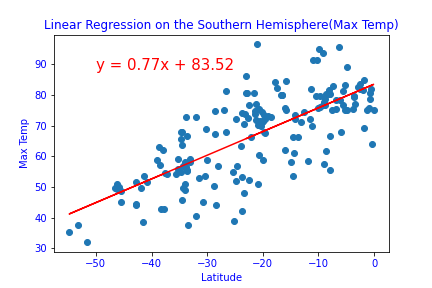 Linear Regression on the Southern Hemisphere(Max Temp)
y = 0.77x + 83.52
90
80
70
60
50
40
30
Max Temp
−50 −40 −30 −20 −10 0
Latitude